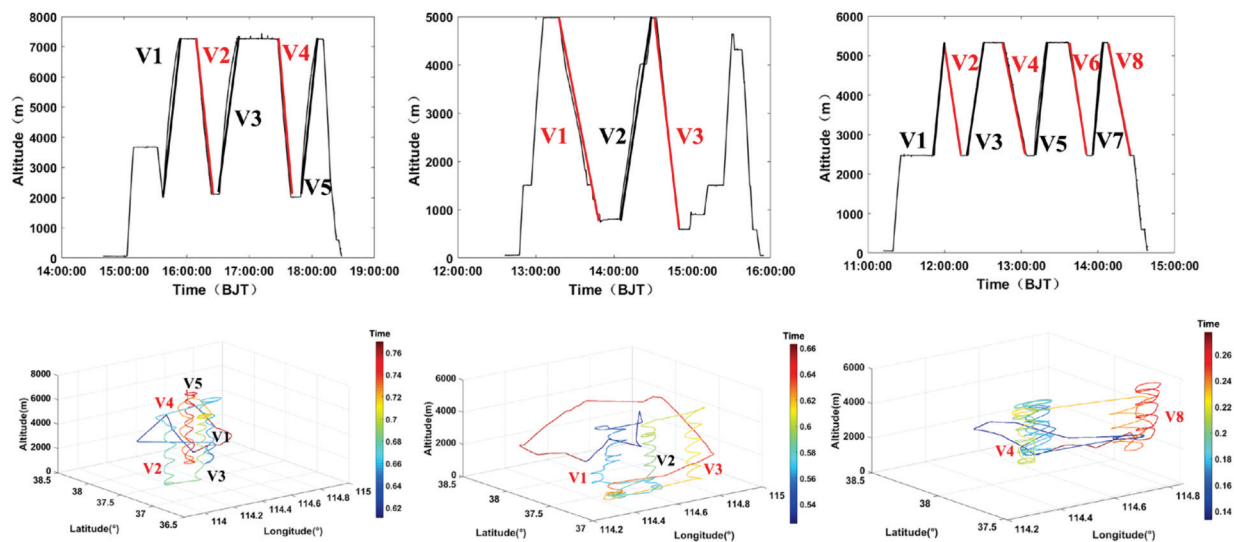 8000
7000
6000
5000
4000
3000
2000
1000
0
Altitude（m）
V1
V2
V3
V4
V5
14:00:00 15:00:00 16:00:00 17:00:00 18:00:00 19:00:00
Time（BJT）
5000
4000
3000
2000
1000
0
Altitude（m）
V1
V2
V3
12:00:00 13:00:00 14:00:00 15:00:00 16:00:00
Time（BJT）
6000
5000
4000
3000
2000
1000
0
Altitude（m）
V1
V2
V3
V4
V5
V6
V7
V8
11:00:00 12:00:00 13:00:00 14:00:00 15:00:00
Time（BJT）
8000
6000
4000
2000
0
Altitude(m)
V5
V4
V1
V2
V3
38.5
38
37.5
37
36.5
Latitude(°)
114
114.2
114.4
114.6
114.8
115
Longitude(°)
Time
0.76
0.74
0.72
0.7
0.68
0.66
0.64
0.62
6000
4000
2000
0
Altitude(m)
V1
V2
V3
38.5
38
37.5
37
Latitude(°)
114.2
114.4
114.6
114.8
115
Longitude(°)
Time
0.66
0.64
0.62
0.6
0.58
0.56
0.54
6000
4000
2000
0
Altitude(m)
V4
V8
38.5
38
37.5
Latitude(°)
114.2
114.4
114.6
114.8
Longitude(°)
Time
0.26
0.24
0.22
0.2
0.18
0.16
0.14